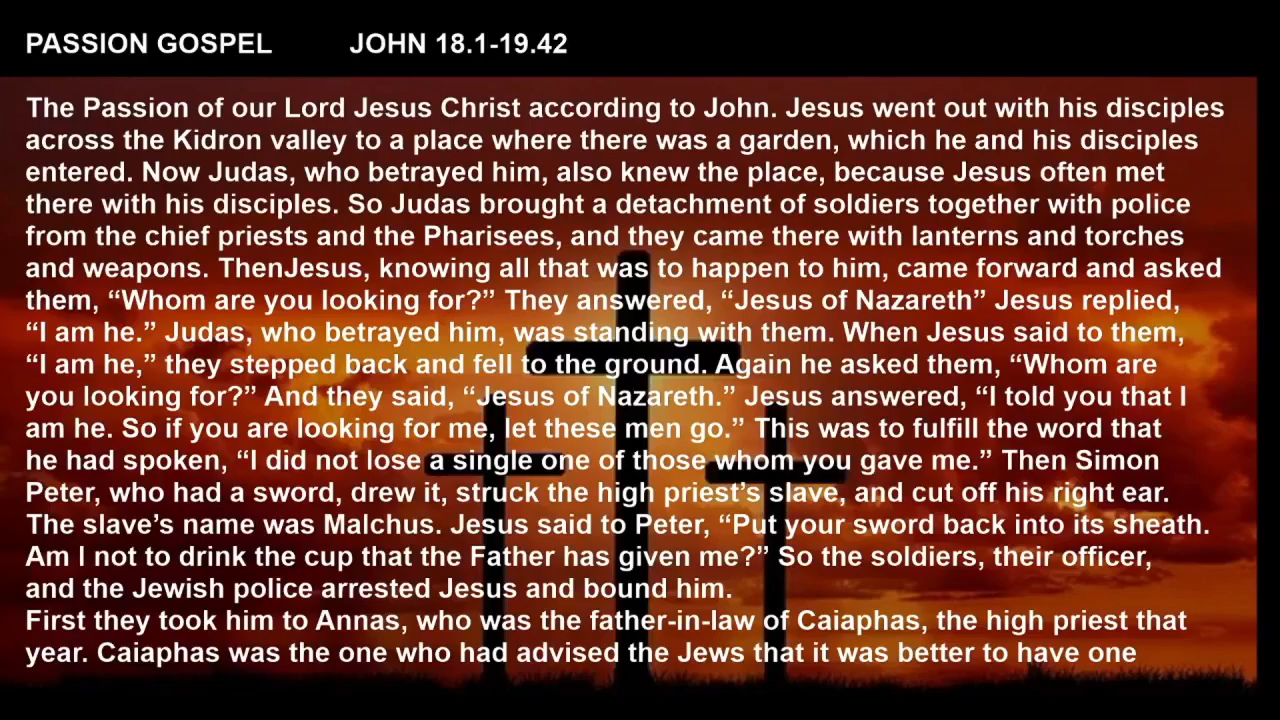 PASSION GOSPEL JOHN 18.1-19.42
The Passion of our Lord Jesus Christ according to John. Jesus went out with his disciples
across the Kidron valley to a place where there was a garden, which he and his disciples
entered. Now Judas, who betrayed him, also knew the place, because Jesus often met
there with his disciples. So Judas brought a detachment of soldiers together with police
from the chief priests and the Pharisees, and they came there with lanterns and torches
and weapons. ThenJesus, knowing all that was to happen to him, came forward and asked
them, “Whom are you looking for?” They answered, “Jesus of Nazareth” Jesus replied,
“I am he.” Judas, who betrayed him, was standing with them. When Jesus said to them,
“I am he,” they stepped back and fell to the ground. Again he asked them, “Whom are
you looking for?” And they said, “Jesus of Nazareth.” Jesus answered, “I told you that I
am he. So if you are looking for me, let these men go.” This was to fulfill the word that
he had spoken, “I did not lose a single one of those whom you gave me.” Then Simon
Peter, who had a sword, drew it, struck the high priest’s slave, and cut off his right ear.
The slave’s name was Malchus. Jesus said to Peter, “Put your sword back into its sheath.
Am I not to drink the cup that the Father has given me?” So the soldiers, their officer,
and the Jewish police arrested Jesus and bound him.
First they took him to Annas, who was the father-in-law of Caiaphas, the high priest that
year. Caiaphas was the one who had advised the Jews that it was better to have one